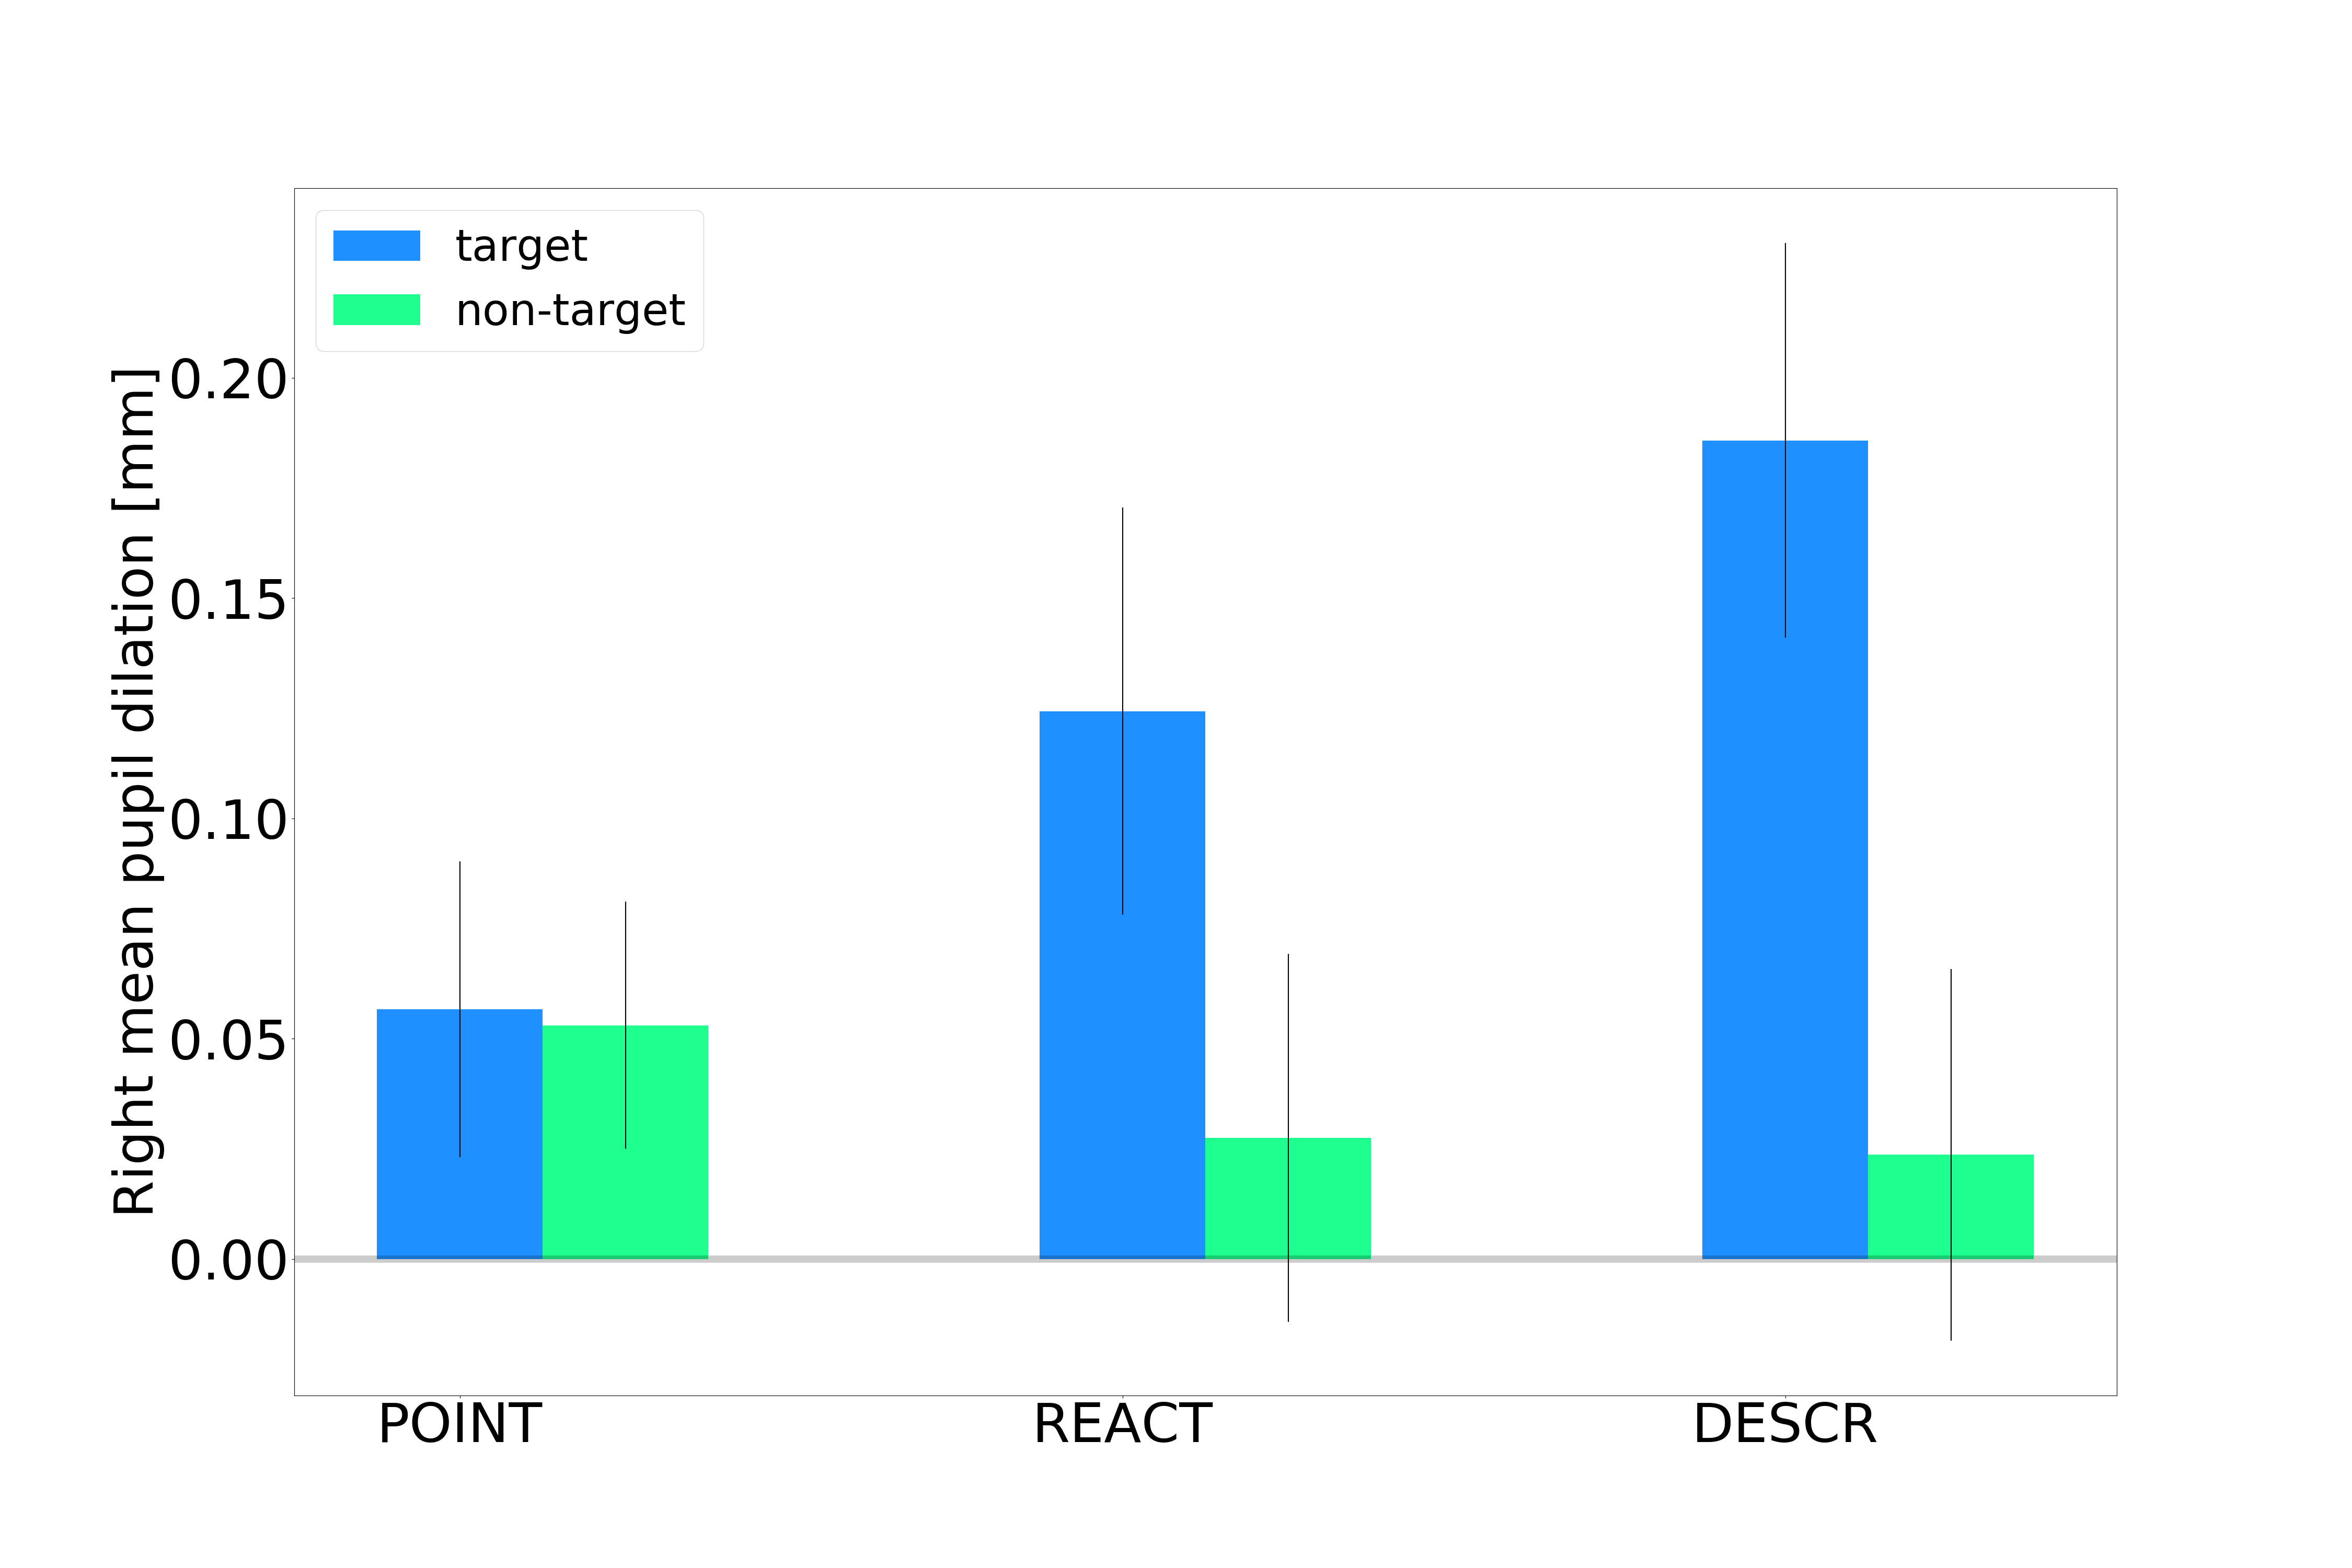 target
non-target
Right mean pupil dilation [mm]
0.20
0.15
0.10
0.05
0.00
POINT
REACT
DESCR